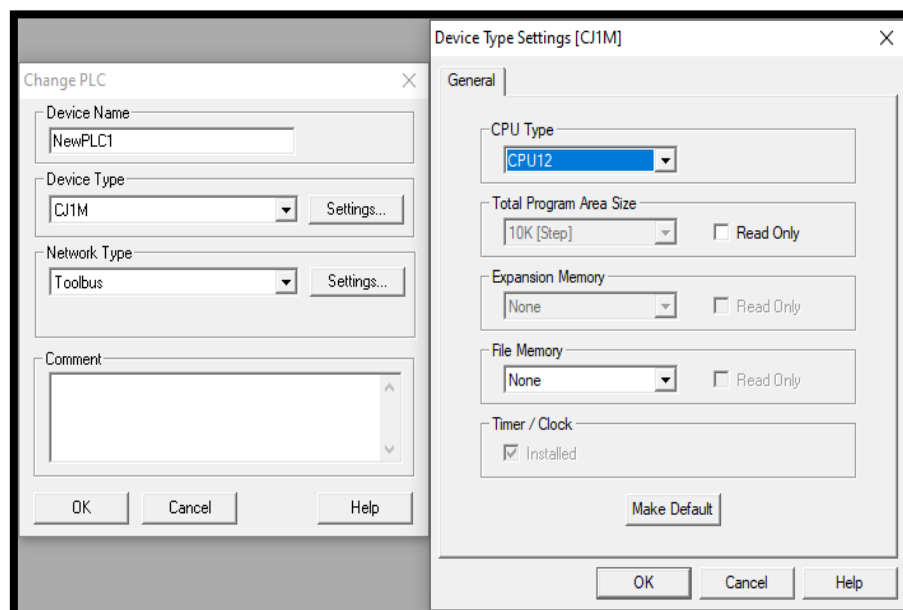 Change PLC
Device Name
NewPLC1
Device Type
CJ1M
Settings...
Network Type
Toolbus
Settings...
Comment
OK
Cancel
Help
Device Type Settings [CJ1M]
General
CPU Type
CPU12
Total Program Area Size
10K [Step]
Read Only
Expansion Memory
None
Read Only
File Memory
None
Read Only
Timer / Clock
Installed
Make Default
OK
Cancel
Help